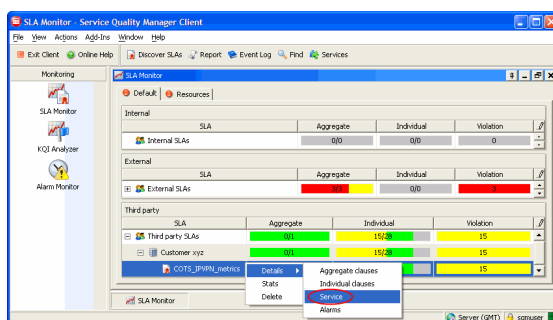 SLA Monitor - Service Quality Manager Client
File View Actions Add-Ins Window Help
Exit Client Online Help Discover SLAs Report Event Log Find Services
Monitoring
SLA Monitor
KQI Analyzer
Alarm Monitor
SLA Monitor
Default Resources
Internal
SLA Aggregate Individual Violation
Internal SLAs 0/0 0/0 0
External
SLA Aggregate Individual Violation
External SLAs 3/3 0/0 3
Third party
SLA Aggregate Individual Violation
Third party SLAs 0/1 15/28 15
Customer xyz 0/1 15/28 15
COTS_IPVPN_metrics 15
Details
Stats
Delete
Aggregate clauses
Individual clauses
Service
Alarms
SLA Monitor
Server (GMT) sqmuser